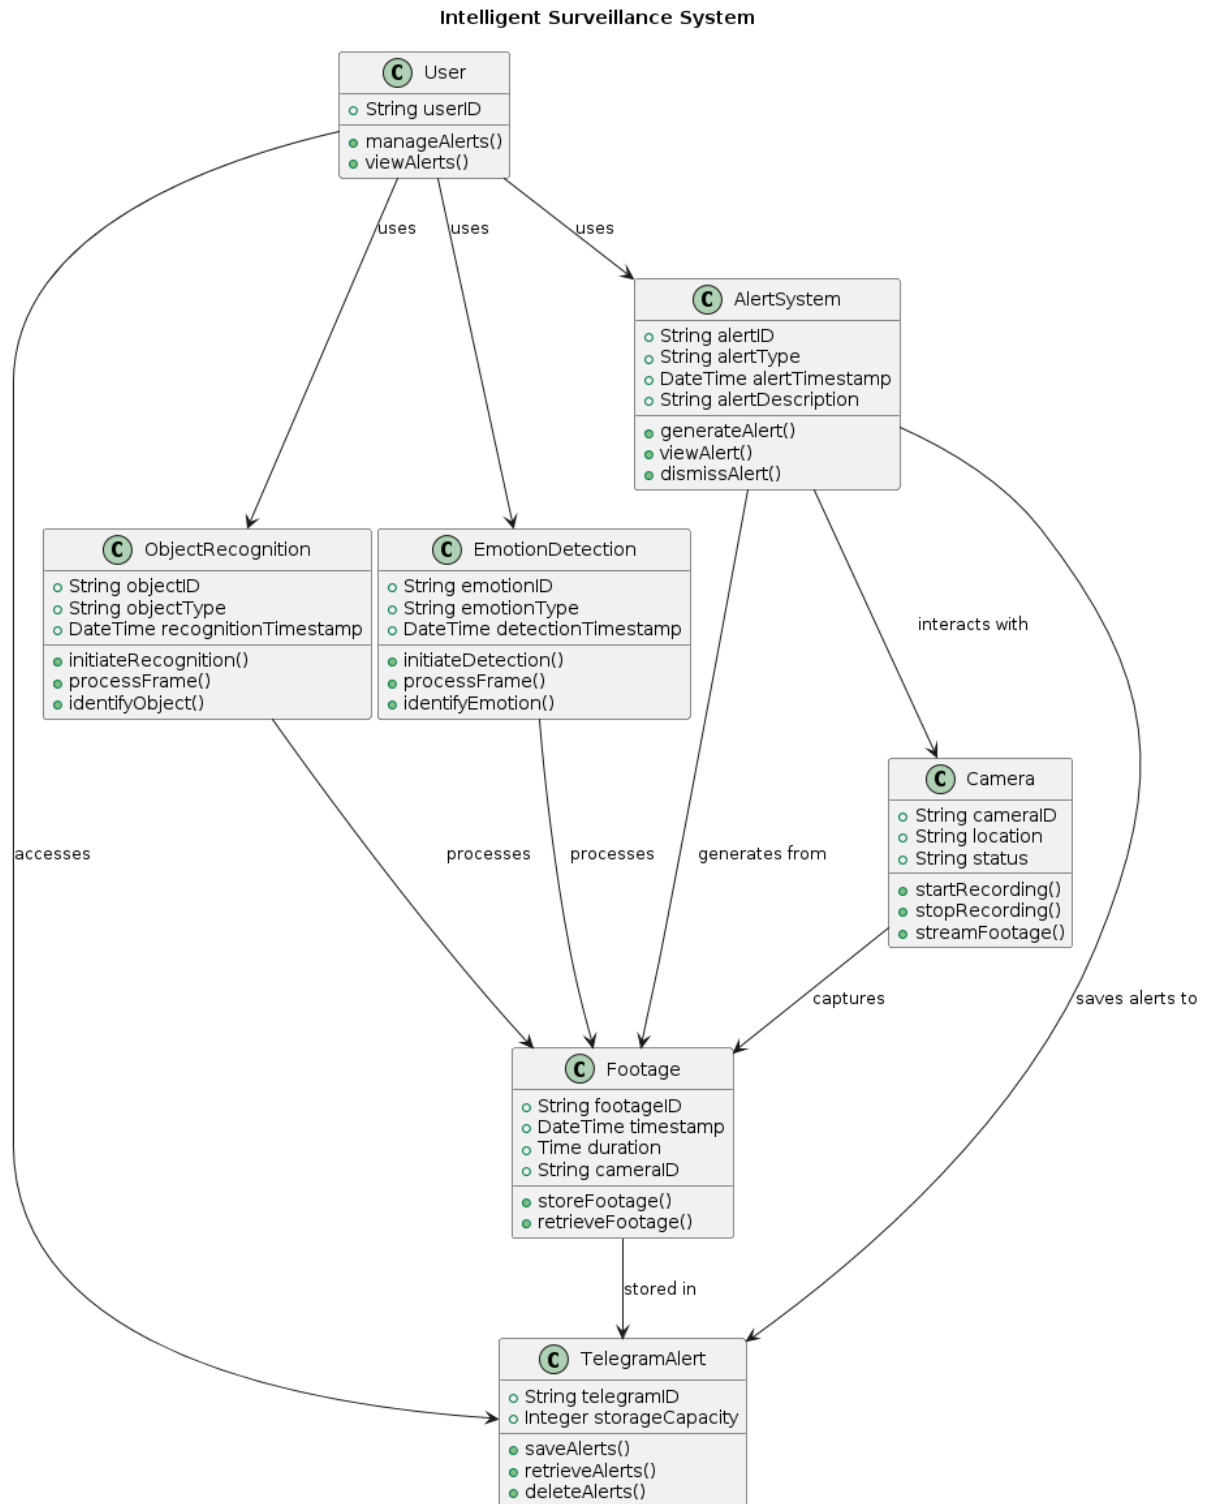 Intelligent Surveillance System
C User
String userID
manageAlerts()
viewAlerts()
uses
uses
uses
C AlertSystem
String alertID
String alertType
DateTime alertTimestamp
String alertDescription
generateAlert()
viewAlert()
dismissAlert()
C ObjectRecognition
String objectID
String objectType
DateTime recognitionTimestamp
initiateRecognition()
processFrame()
identifyObject()
C EmotionDetection
String emotionID
String emotionType
DateTime detectionTimestamp
initiateDetection()
processFrame()
identifyEmotion()
interacts with
C Camera
String cameraID
String location
String status
startRecording()
stopRecording()
streamFootage()
accesses
processes
processes
generates from
captures
saves alerts to
C Footage
String footageID
DateTime timestamp
Time duration
String cameraID
storeFootage()
retrieveFootage()
stored in
C TelegramAlert
String telegramID
Integer storageCapacity
saveAlerts()
retrieveAlerts()
deleteAlerts()